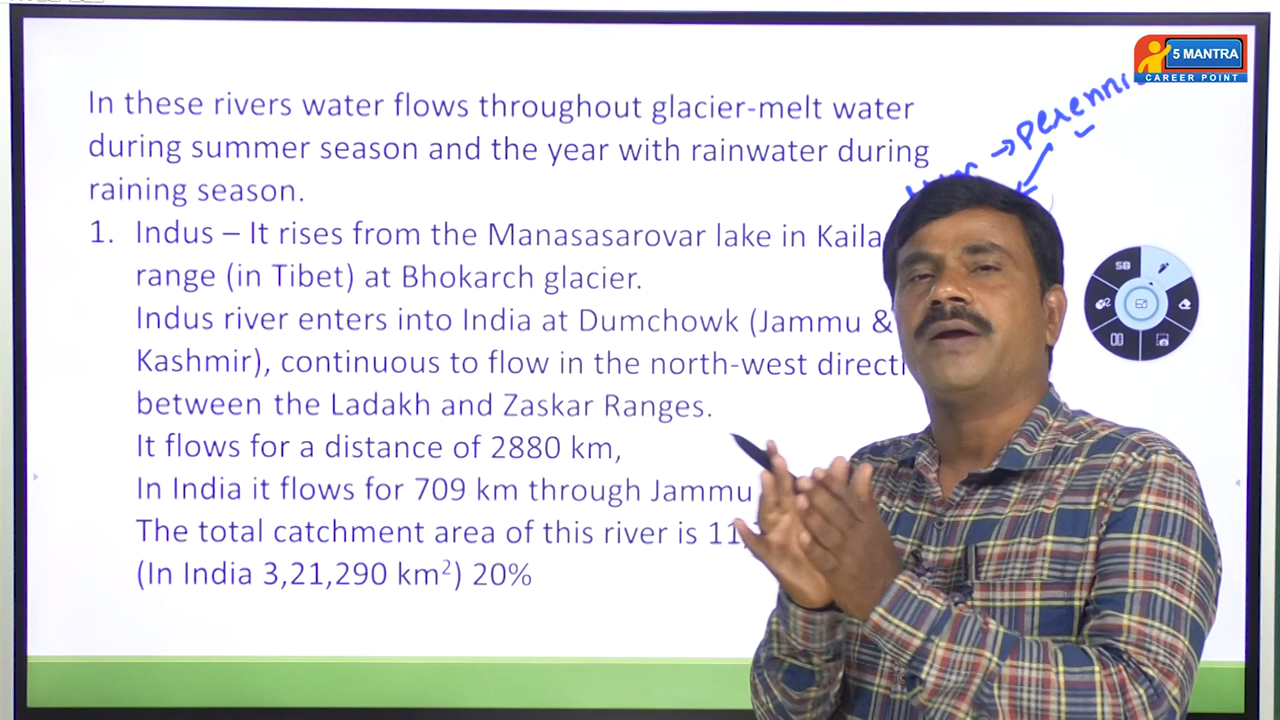 5 MANTRA
CAREER POINT
In these rivers water flows throughout glacier-melt water
during summer season and the year with rainwater during
raining season.
1. Indus – It rises from the Manasasarovar lake in Kaila
range (in Tibet) at Bhokarch glacier.
Indus river enters into India at Dumchowk (Jammu &
Kashmir), continuous to flow in the north-west directi
between the Ladakh and Zaskar Ranges.
It flows for a distance of 2880 km,
In India it flows for 709 km through Jammu
The total catchment area of this river is 11,
(In India 3,21,290 km²) 20%
→ perenni
SB